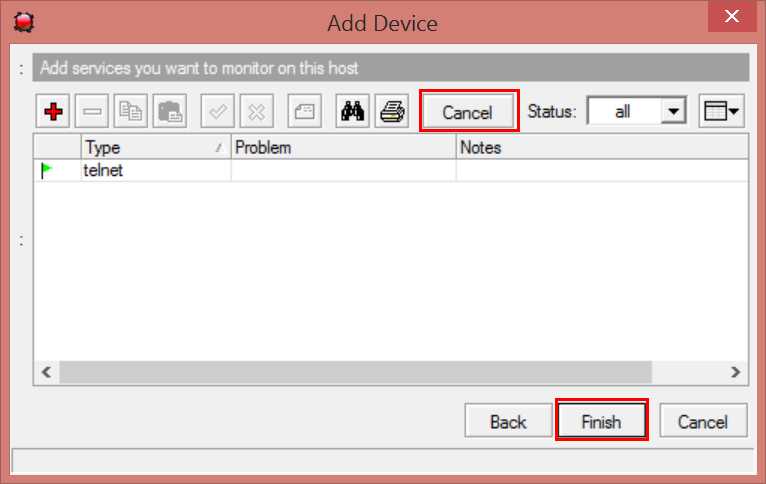 Add Device
: Add services you want to monitor on this host
Cancel Status: all
Type Problem Notes
telnet
:
Back Finish Cancel